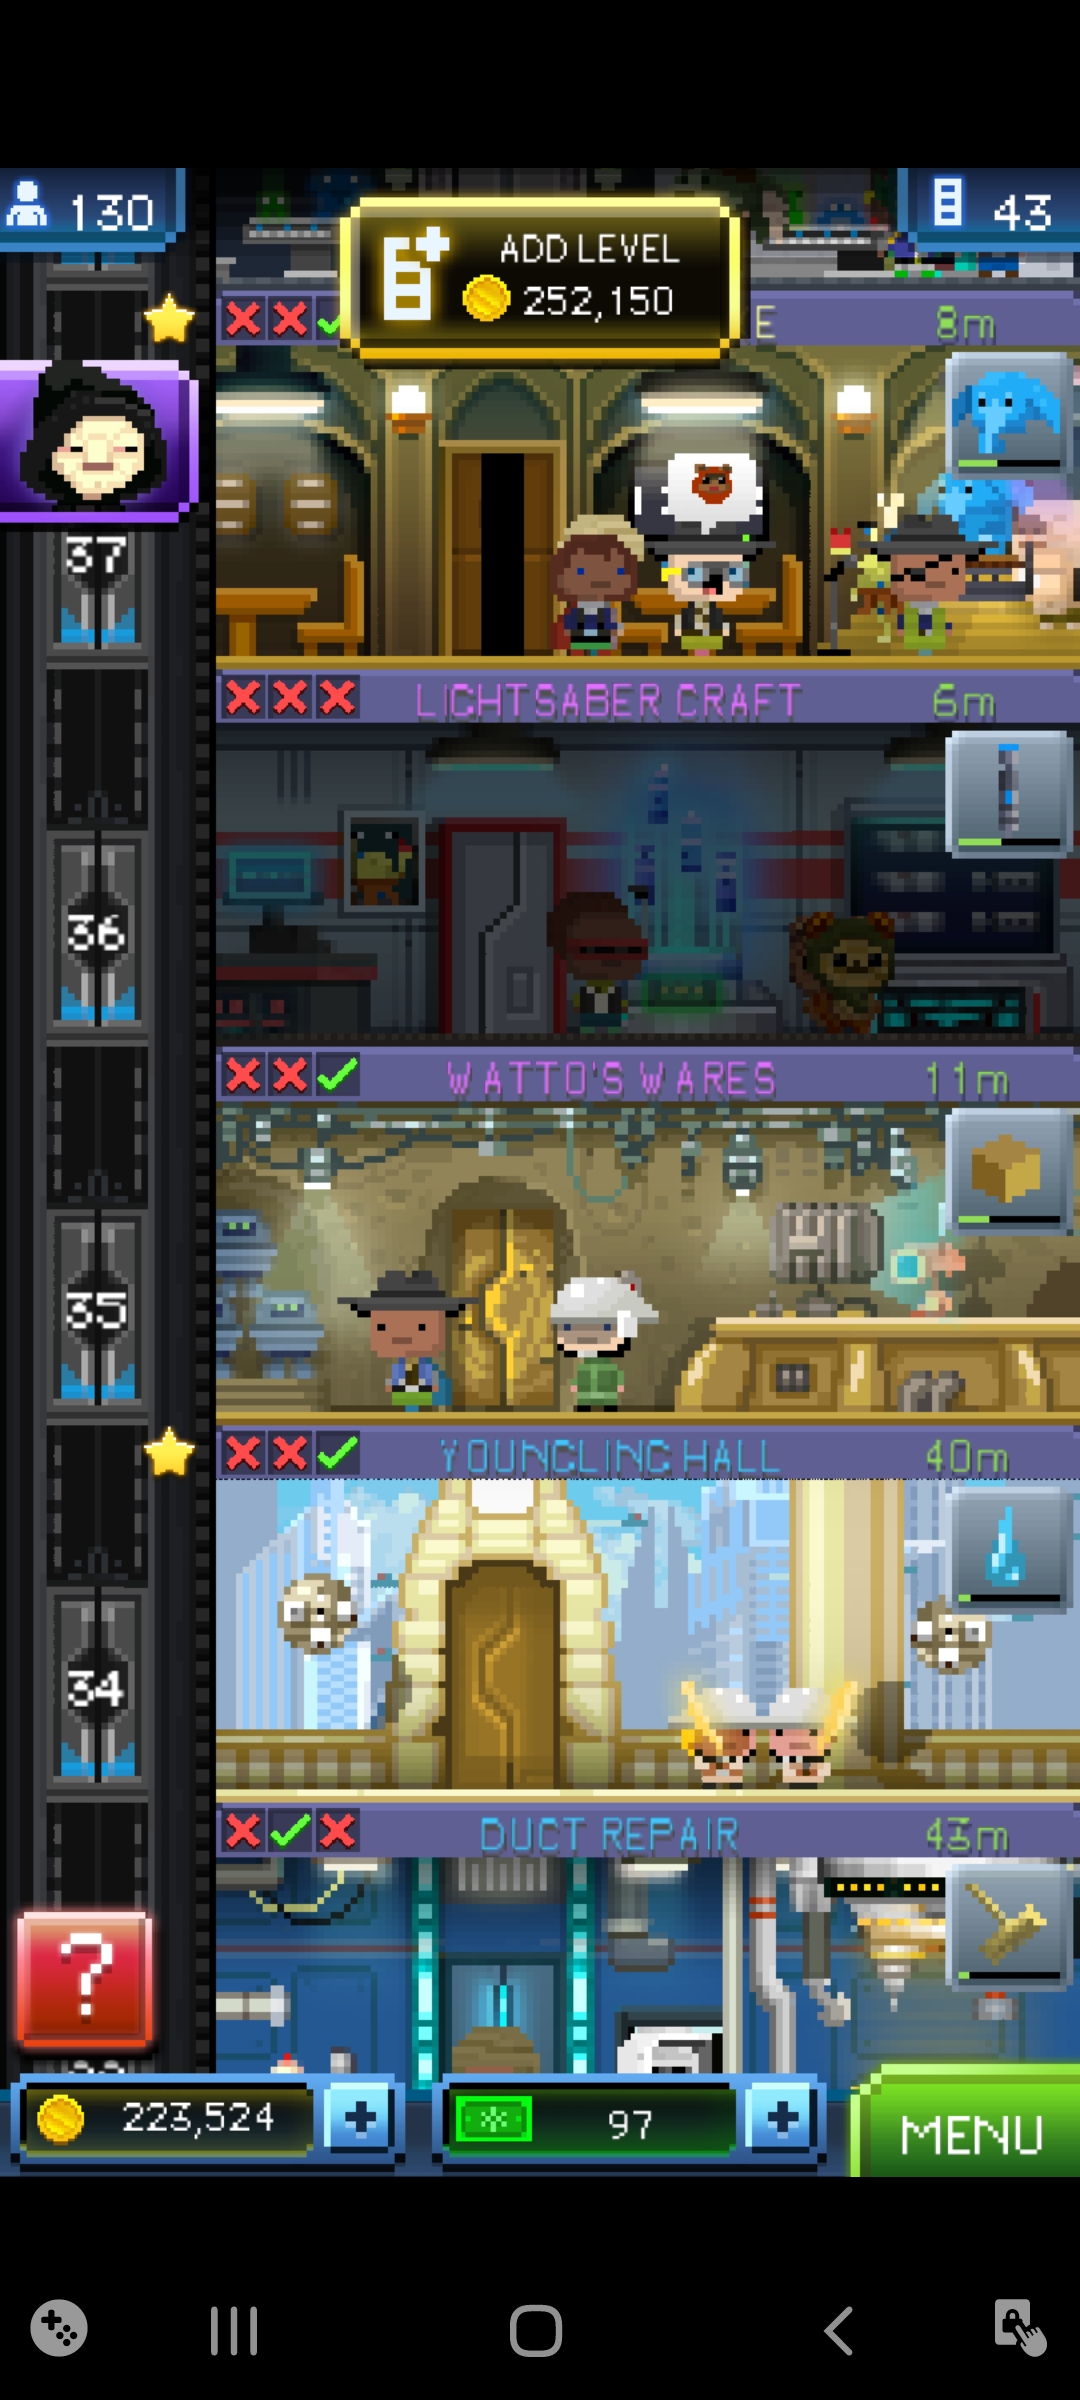 130
43
ADD LEVEL
252,150
E
8m
37
LIGHTSABER CRAFT
6m
36
WATTO'S WARES
11m
35
YOUNGLING HALL
40m
34
DUCT REPAIR
43m
?
223,524
+
97
+
MENU